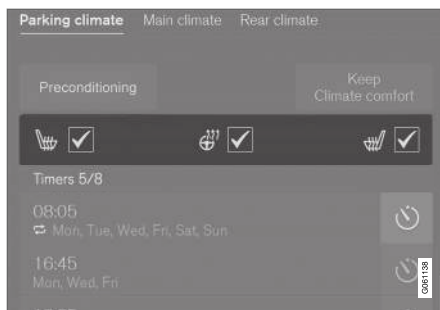 Parking climate Main climate Rear climate
Preconditioning
Keep
Climate comfort
Timers 5/8
08:05
Mon, Tue, Wed, Fri, Sat, Sun
16:45
Mon, Wed, Fri
G061138